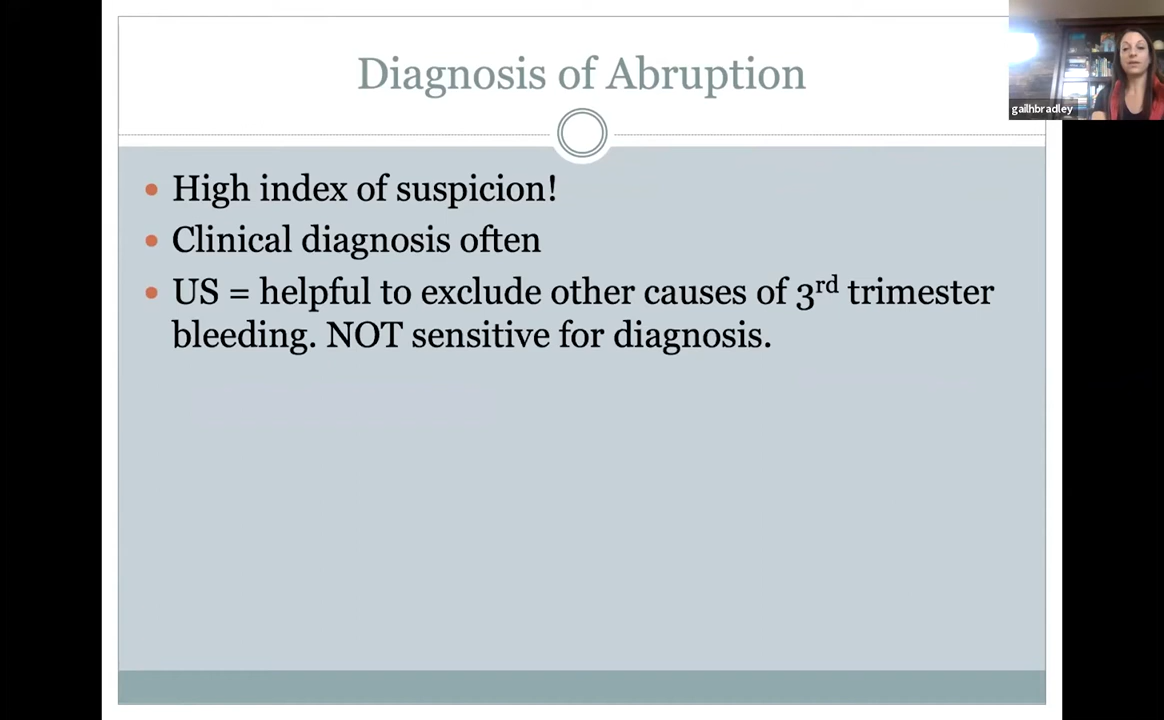 Diagnosis of Abruption
gailhbradley
• High index of suspicion!
• Clinical diagnosis often
• US = helpful to exclude other causes of 3rd trimester
bleeding. NOT sensitive for diagnosis.